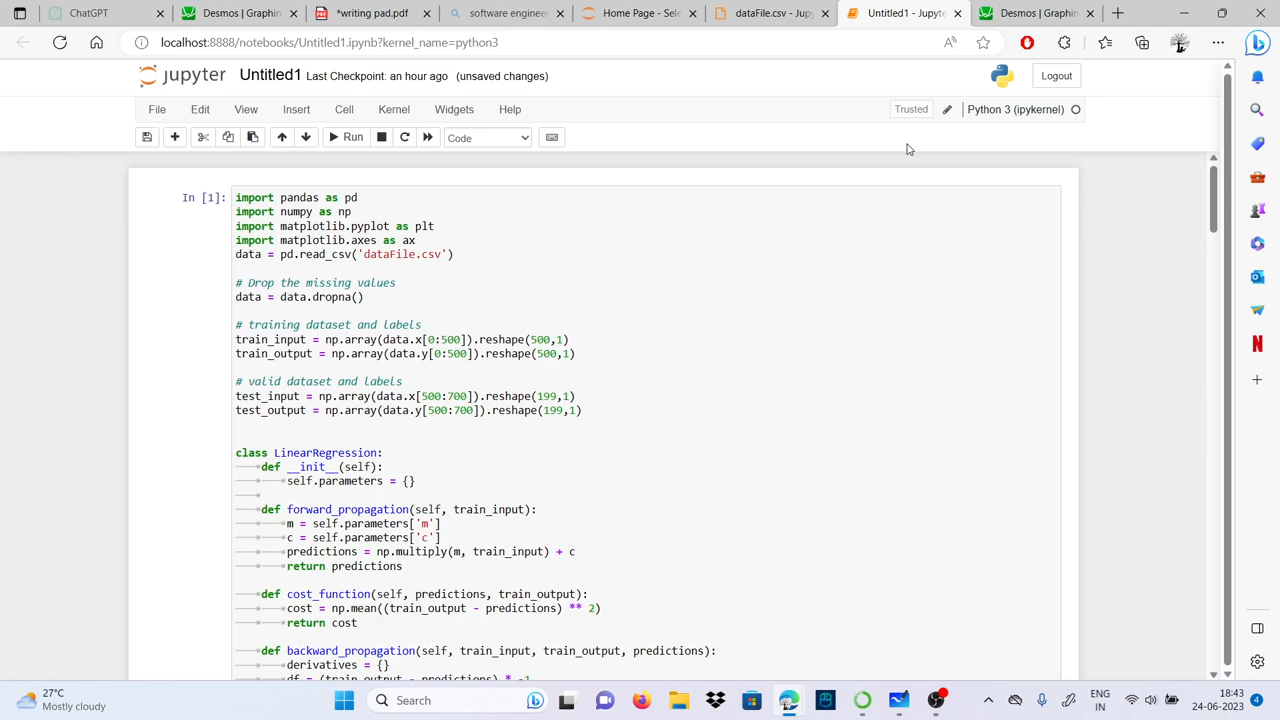 ChatGPT
Desmos | Graphin
*writing pad.pdf
software engineer
Home Page - Sele
dataFile.csv - Jup
Untitled1 - Jupyte
Desmos | Graphin
localhost:8888/notebooks/Untitled1.ipynb?kernel_name=python3
jupyter Untitled1 Last Checkpoint: an hour ago (unsaved changes)
Logout
File Edit View Insert Cell Kernel Widgets Help
Trusted
Python 3 (ipykernel)
Run
Code
In [1]:
import pandas as pd
import numpy as np
import matplotlib.pyplot as plt
import matplotlib.axes as ax
data = pd.read_csv('dataFile.csv')
# Drop the missing values
data = data.dropna()
# training dataset and labels
train_input = np.array(data.x[0:500]).reshape(500,1)
train_output = np.array(data.y[0:500]).reshape(500,1)
# valid dataset and labels
test_input = np.array(data.x[500:700]).reshape(199,1)
test_output = np.array(data.y[500:700]).reshape(199,1)
class LinearRegression:
def __init__(self):
self.parameters = {}
def forward_propagation(self, train_input):
m = self.parameters['m']
c = self.parameters['c']
predictions = np.multiply(m, train_input) + c
return predictions
def cost_function(self, predictions, train_output):
cost = np.mean((train_output - predictions) ** 2)
return cost
def backward_propagation(self, train_input, train_output, predictions):
derivatives = {}
df = (train_output - predictions) * -1
27°C
Mostly cloudy
Search
ENG
IN
18:43
24-06-2023
4